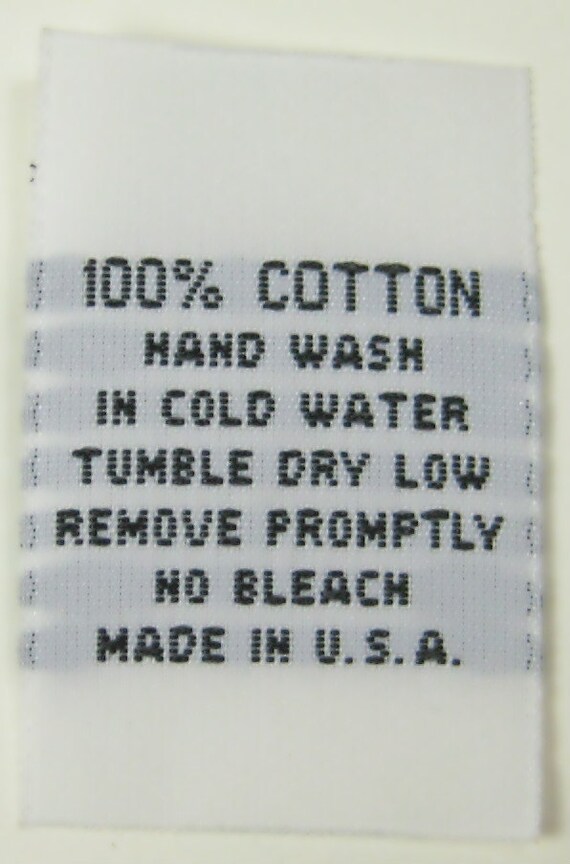 100% COTTON
HAND WASH
IN COLD WATER
TUMBLE DRY LOW
REMOVE PROMPTLY
NO BLEACH
MADE IN U.S.A.